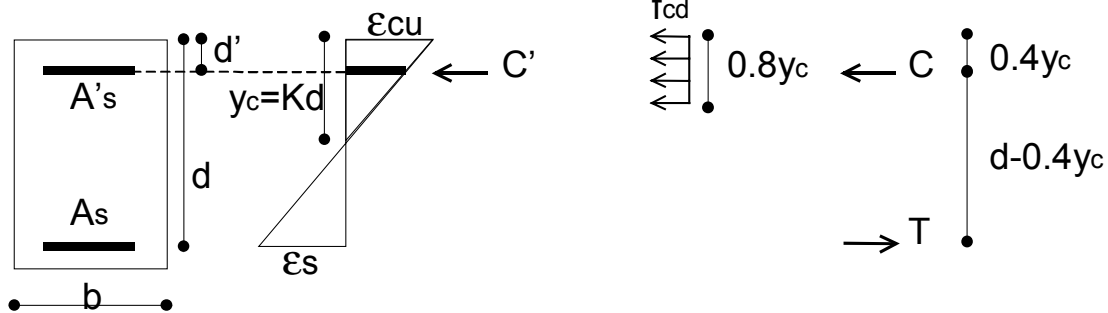 εcu
fcd
d'
C'
0.8yc
C
0.4yc
A's
yc=Kd
d
d-0.4yc
As
T
εs
b